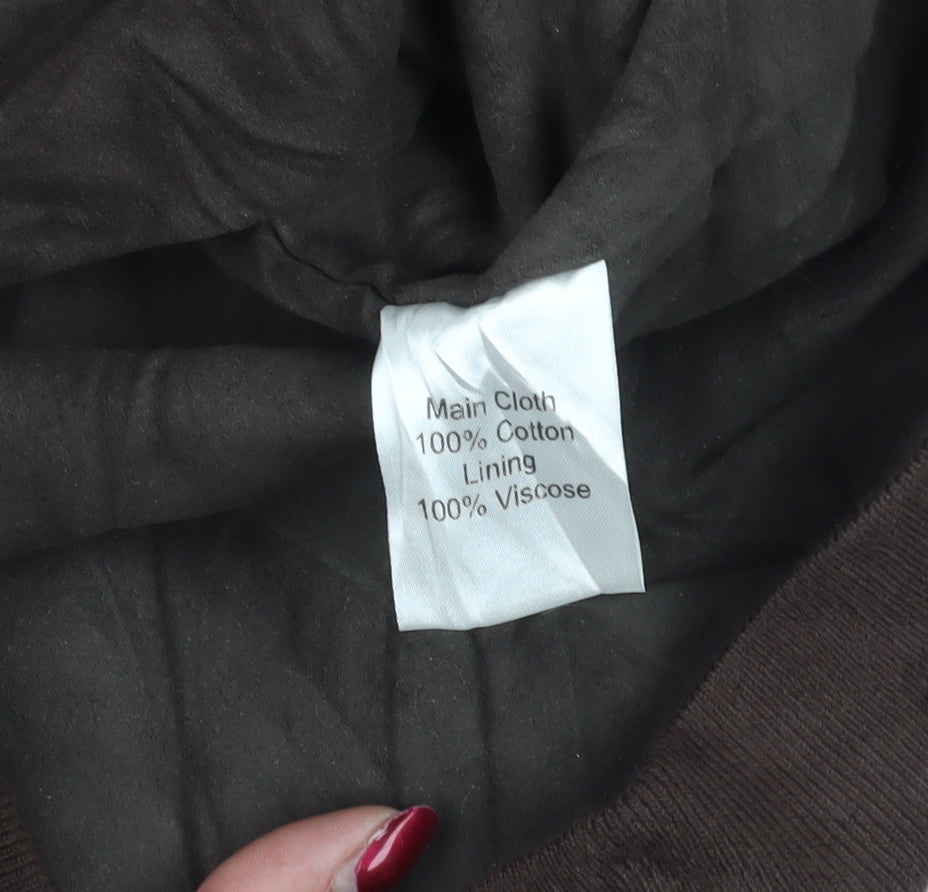 Main Cloth
100% Cotton
Lining
100% Viscose